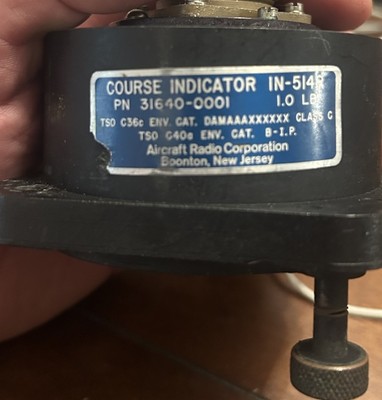 COURSE INDICATOR IN-514R
PN 31640-0001 1.0 LB
TSO C36c ENV. CAT. DAMAAAXXXXXX CLASS C
TSO C40a ENV. CAT. B-I.P.
Aircraft Radio Corporation
Boonton, New Jersey